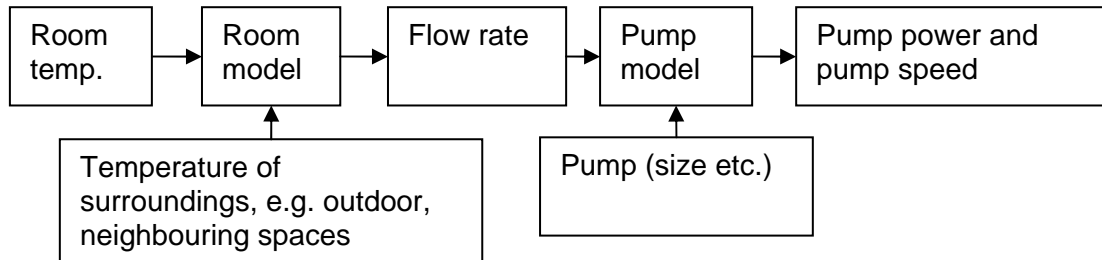 Room
temp.
Room
model
Flow rate
Pump
model
Pump power and
pump speed
Temperature of
surroundings, e.g. outdoor,
neighbouring spaces
Pump (size etc.)